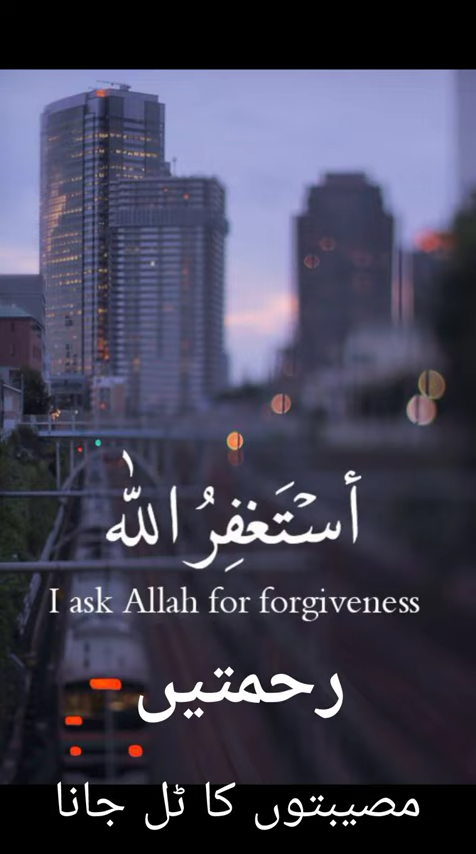 أَسْتَغْفِرُ اللّٰه
I ask Allah for forgiveness
رحمتیں
مصیبتوں کا ٹل جانا